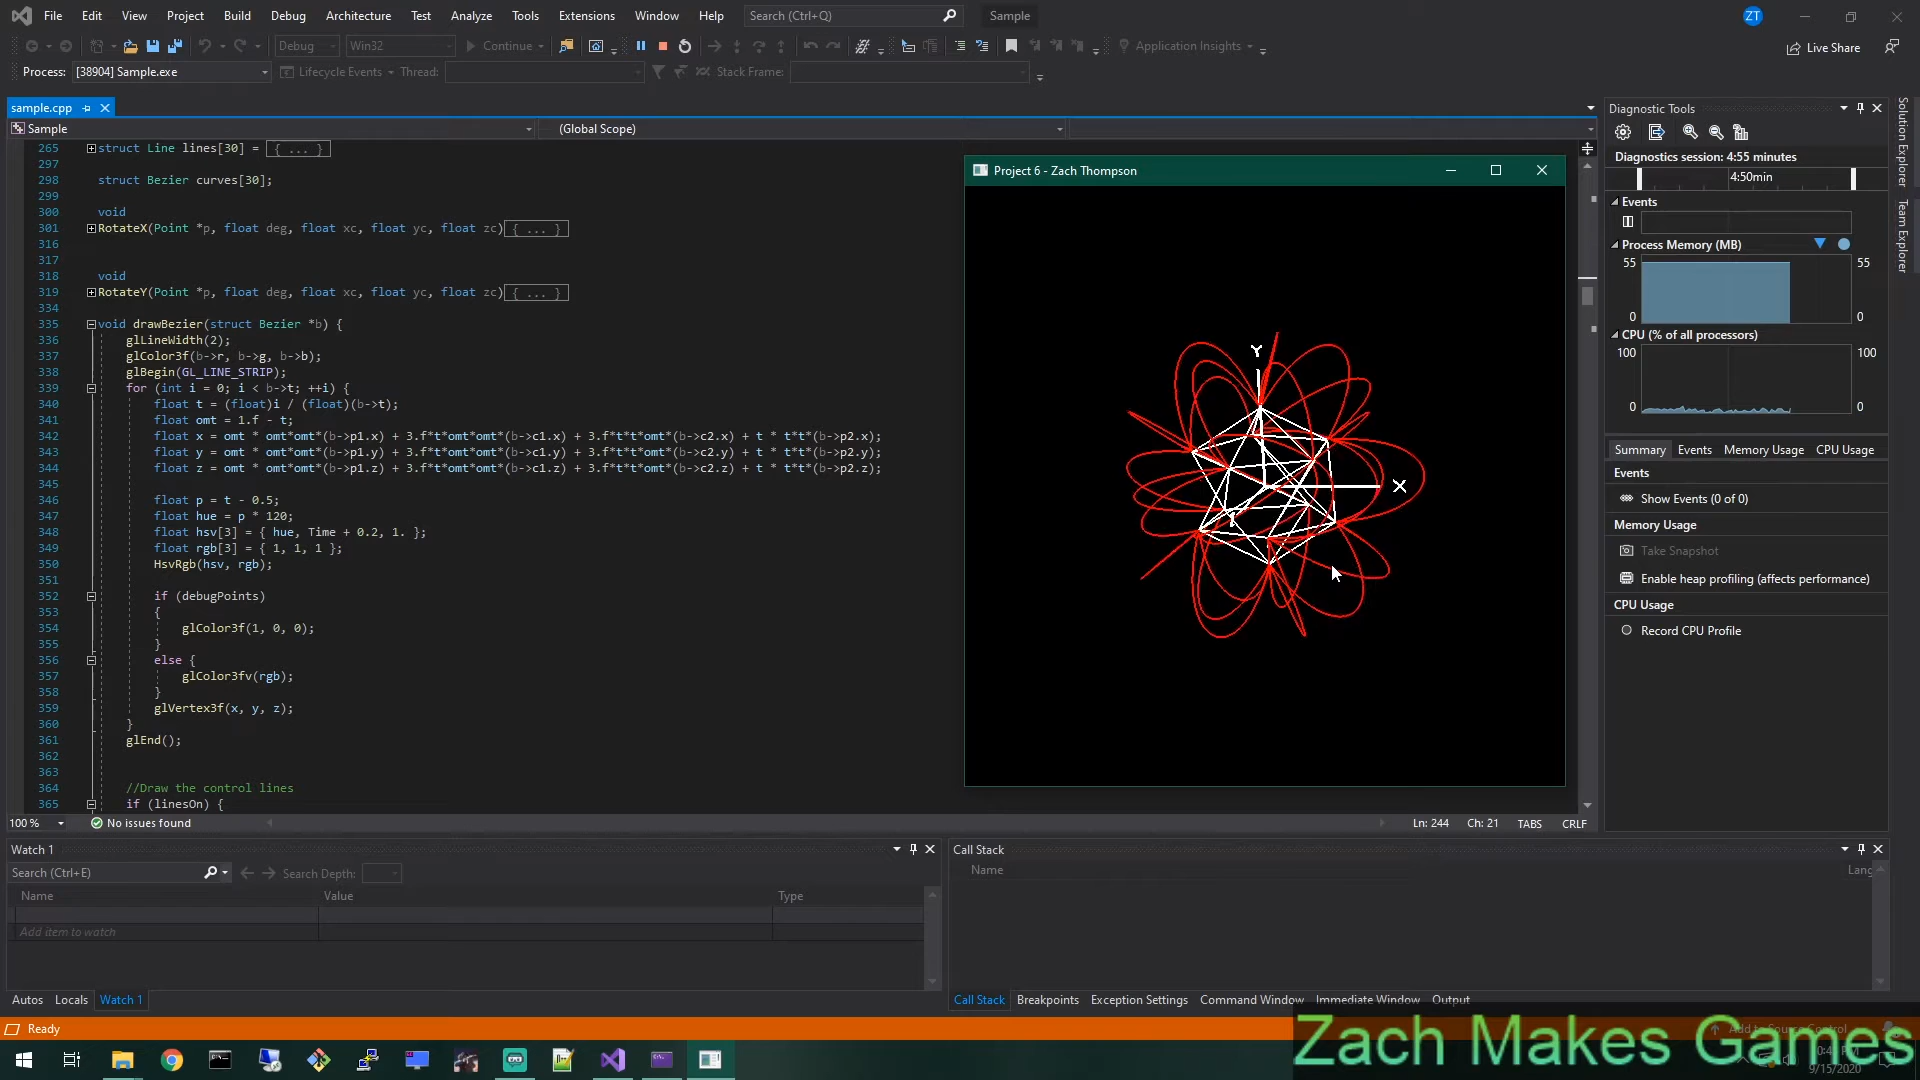 File Edit View Project Build Debug Architecture Test Analyze Tools Extensions Window Help Search (Ctrl+Q) Sample ZT
Debug Win32 Continue Application Insights Live Share
Process: [38904] Sample.exe Lifecycle Events Thread: Stack Frame:
sample.cpp
Sample (Global Scope)
265 struct Line lines[30] = { ... }
297
298 struct Bezier curves[30];
299
300 void
301 RotateX(Point *p, float deg, float xc, float yc, float zc) { ... }
316
317
318 void
319 RotateY(Point *p, float deg, float xc, float yc, float zc) { ... }
334
335 void drawBezier(struct Bezier *b) {
336 glLineWidth(2);
337 glColor3f(b->r, b->g, b->b);
338 glBegin(GL_LINE_STRIP);
339 for (int i = 0; i < b->t; ++i) {
340 float t = (float)i / (float)(b->t);
341 float omt = 1.f - t;
342 float x = omt * omt*omt*(b->p1.x) + 3.f*t*omt*omt*(b->c1.x) + 3.f*t*t*omt*(b->c2.x) + t * t*t*(b->p2.x);
343 float y = omt * omt*omt*(b->p1.y) + 3.f*t*omt*omt*(b->c1.y) + 3.f*t*t*omt*(b->c2.y) + t * t*t*(b->p2.y);
344 float z = omt * omt*omt*(b->p1.z) + 3.f*t*omt*omt*(b->c1.z) + 3.f*t*t*omt*(b->c2.z) + t * t*t*(b->p2.z);
345
346 float p = t - 0.5;
347 float hue = p * 120;
348 float hsv[3] = { hue, Time + 0.2, 1. };
349 float rgb[3] = { 1, 1, 1 };
350 HsvRgb(hsv, rgb);
351
352 if (debugPoints)
353 {
354 glColor3f(1, 0, 0);
355 }
356 else {
357 glColor3fv(rgb);
358 }
359 glVertex3f(x, y, z);
360 }
361 glEnd();
362
363
364 //Draw the control lines
365 if (linesOn) {
100 % No issues found Ln: 244 Ch: 21 TABS CRLF
Project 6 - Zach Thompson
Y
X
Diagnostic Tools
Diagnostics session: 4:55 minutes
4:50min
Events
Process Memory (MB)
55 55
0 0
CPU (% of all processors)
100 100
0 0
Summary Events Memory Usage CPU Usage
Events
Show Events (0 of 0)
Memory Usage
Take Snapshot
Enable heap profiling (affects performance)
CPU Usage
Record CPU Profile
Solution Explorer
Team Explorer
Watch 1
Search (Ctrl+E) Search Depth:
Name Value Type
Add item to watch
Autos Locals Watch 1
Call Stack
Name Lang
Call Stack Breakpoints Exception Settings Command Window Immediate Window Output
Ready
Add to Source Control
Zach Makes Games
9/15/2020